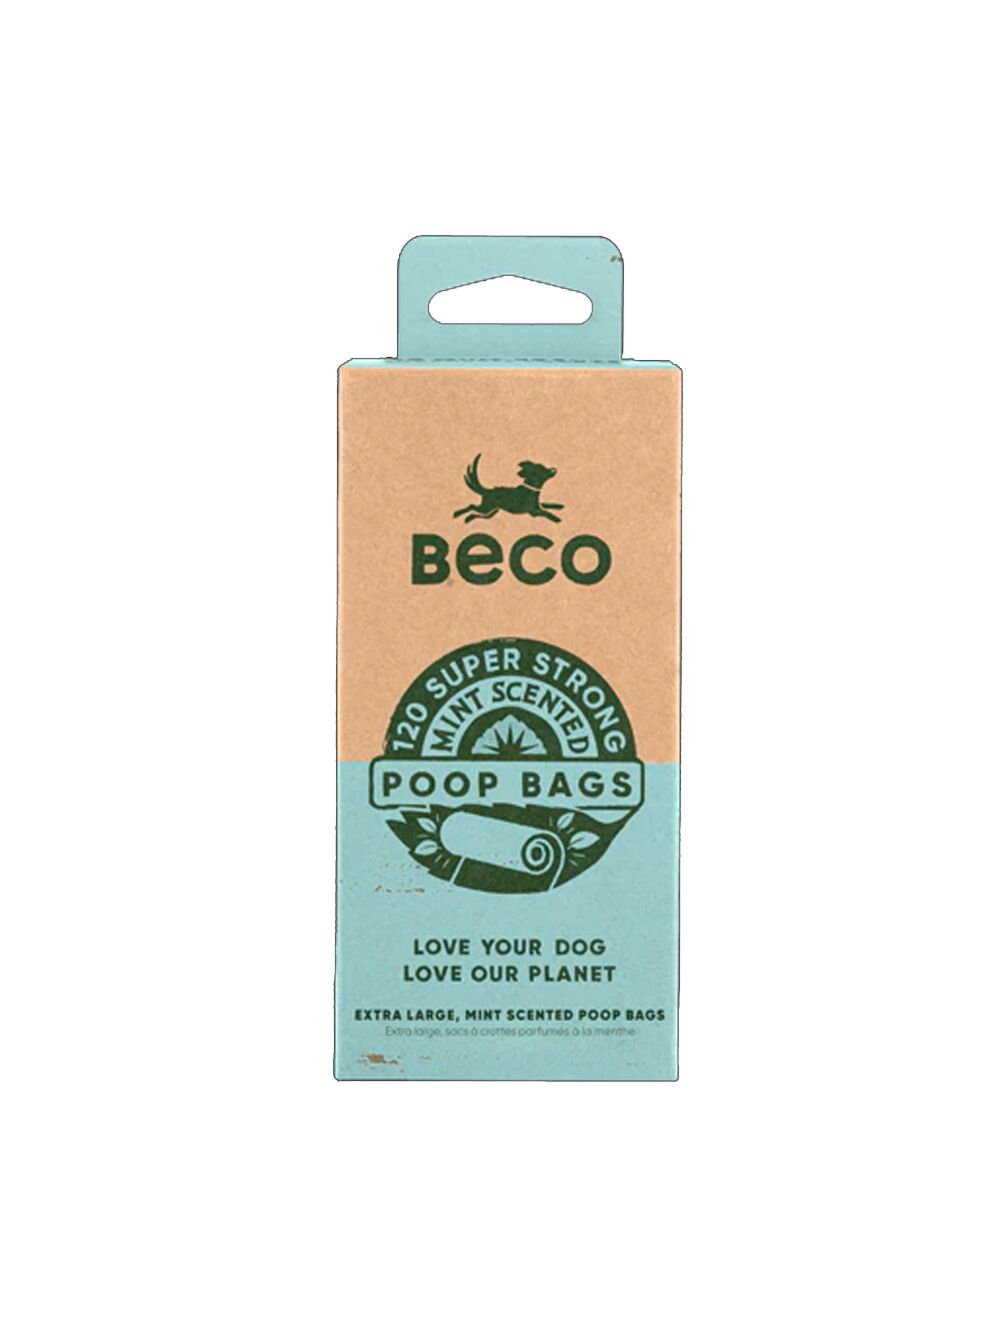 Beco
120 SUPER STRONG
MINT SCENTED
POOP BAGS
LOVE YOUR DOG
LOVE OUR PLANET
EXTRA LARGE, MINT SCENTED POOP BAGS
Extra large, sacs à crottes parfumés à la menthe